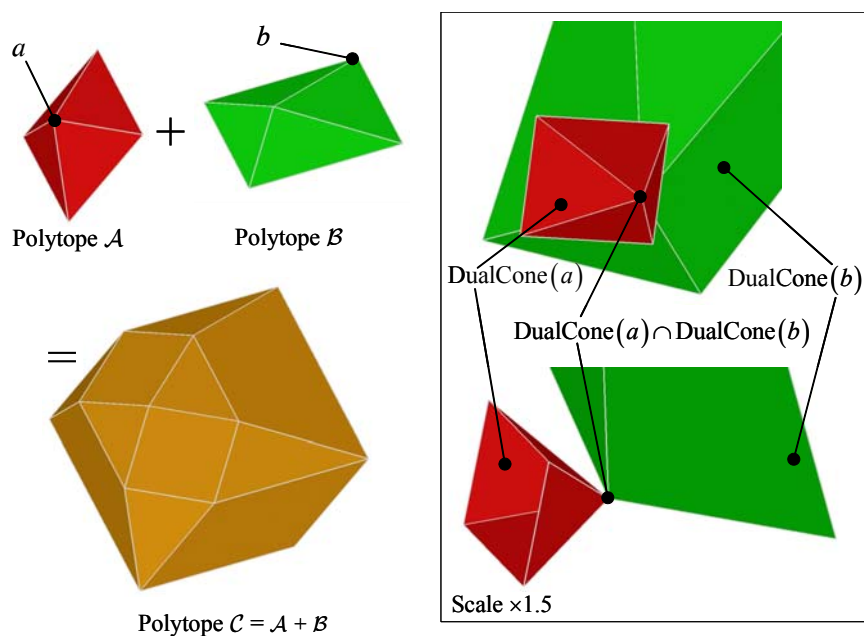 a
b
+
Polytope 𝒜
Polytope ℬ
=
Polytope 𝒞 = 𝒜 + ℬ
DualCone(a)
DualCone(b)
DualCone(a)∩DualCone(b)
Scale ×1.5